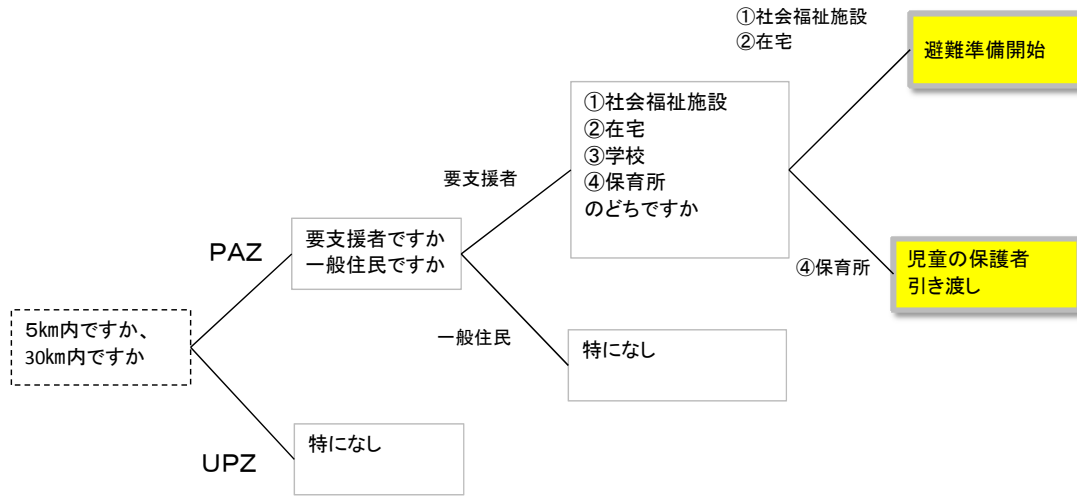 ①社会福祉施設
②在宅
避難準備開始
①社会福祉施設
②在宅
③学校
④保育所
のどちですか
要支援者
PAZ
要支援者ですか
一般住民ですか
④保育所
児童の保護者
引き渡し
5㎞内ですか、
30㎞内ですか
一般住民
特になし
特になし
UPZ